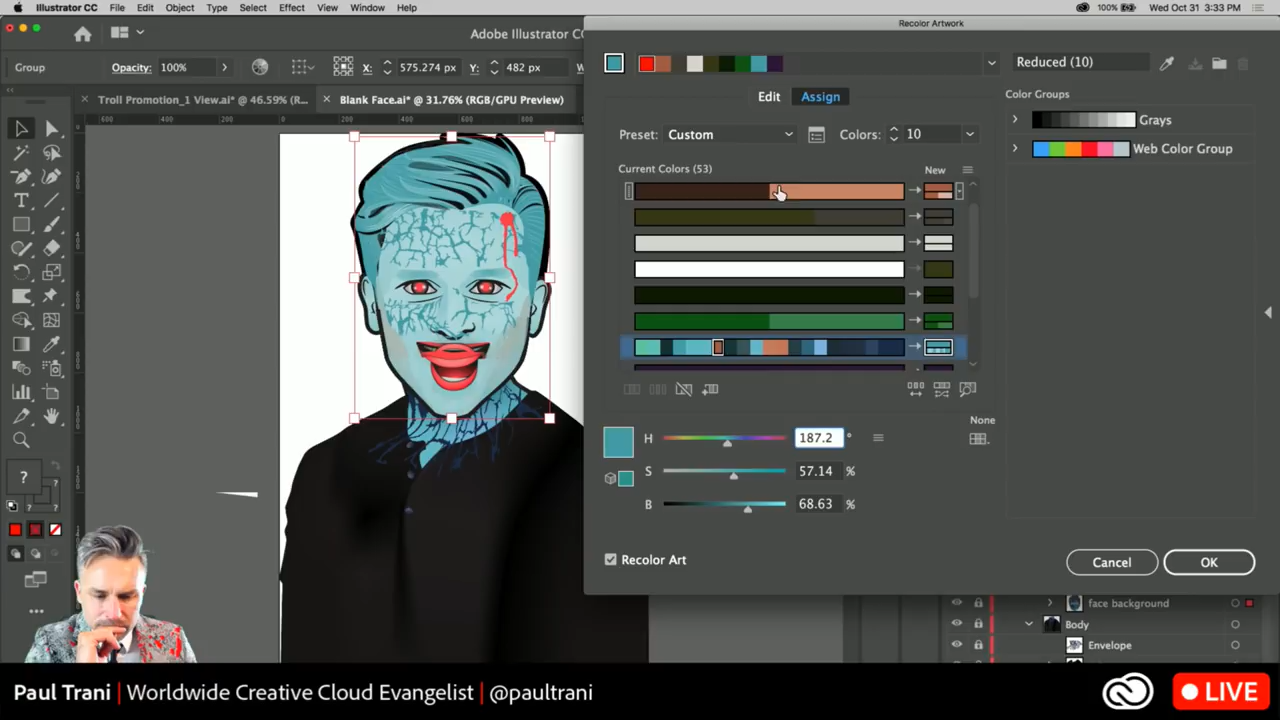 Illustrator CC File Edit Object Type Select Effect View Window Help 100% Wed Oct 31 3:33 PM
Adobe Illustrator CC
Recolor Artwork
Group Opacity: 100% X: 575.274 px Y: 482 px
Reduced (10)
× Troll Promotion_1 View.ai* @ 46.59% (R... × Blank Face.ai* @ 31.76% (RGB/GPU Preview)
Edit Assign
Color Groups
Grays
Web Color Group
Preset: Custom Colors: 10
Current Colors (53) New
None
H 187.2 °
S 57.14 %
B 68.63 %
Recolor Art
Cancel OK
face background
Body
Envelope
Paul Trani | Worldwide Creative Cloud Evangelist | @paultrani
LIVE